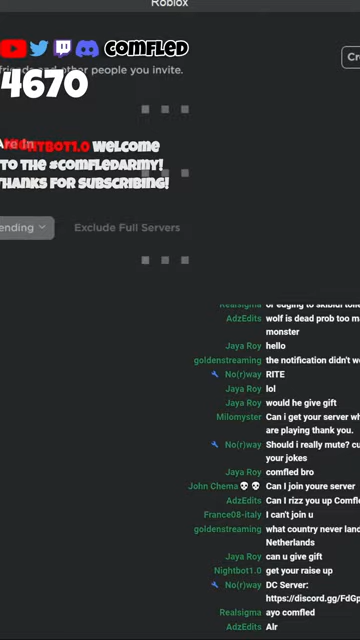 Roblox
COMFLED
friends and other people you invite.
4670
NIGHTBOT1.0 WELCOME
TO THE #COMFLEDARMY!
THANKS FOR SUBSCRIBING!
Exclude Full Servers
Realsigma or edging to skibidi
AdzEdits wolf is dead prob too ma
monster
Jaya Roy hello
goldenstreaming the notification didn't w
No(r)way RITE
Jaya Roy lol
Jaya Roy would he give gift
Milomyster Can i get your server wh
are playing thank you.
No(r)way Should i really mute? cu
your jokes
Jaya Roy comfled bro
John Chema💀💀 Can I join youre server
AdzEdits Can I rizz you up Comfle
France08-italy I can't join u
goldenstreaming what country never land
Netherlands
Jaya Roy can u give gift
Nightbot1.0 get your raise up
No(r)way DC Server:
https://discord.gg/FdGp
Realsigma ayo comfled
AdzEdits Alr